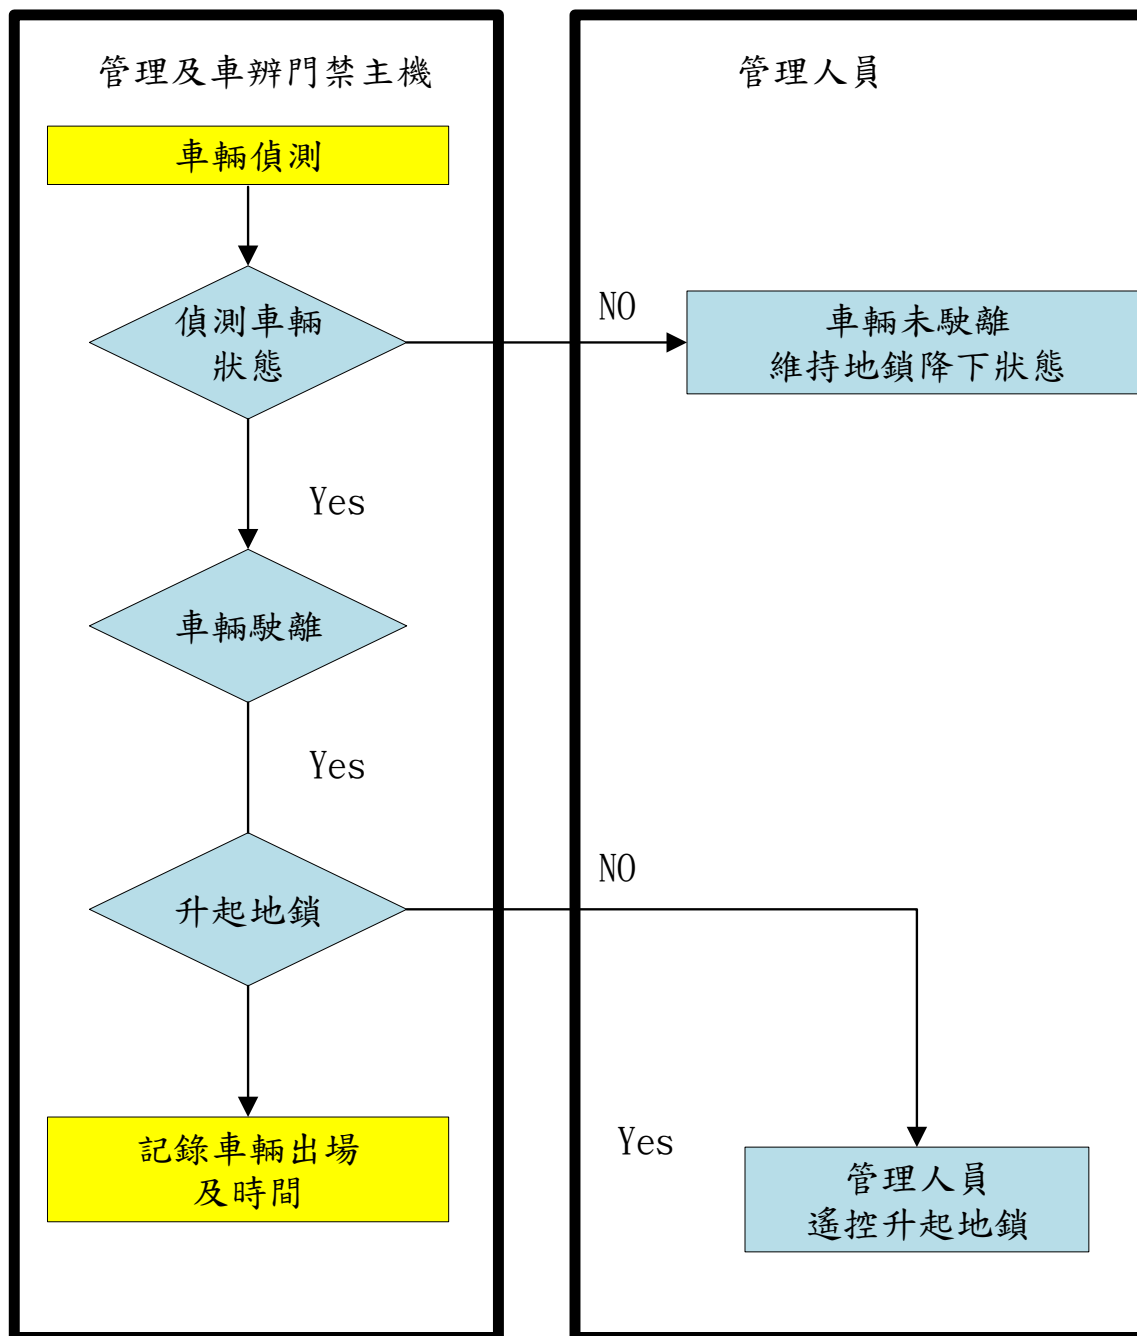 管理及車辨門禁主機
管理人員
車輛偵測
偵測車輛
狀態
NO
車輛未駛離
維持地鎖降下狀態
Yes
車輛駛離
Yes
升起地鎖
NO
記錄車輛出場
及時間
Yes
管理人員
遙控升起地鎖